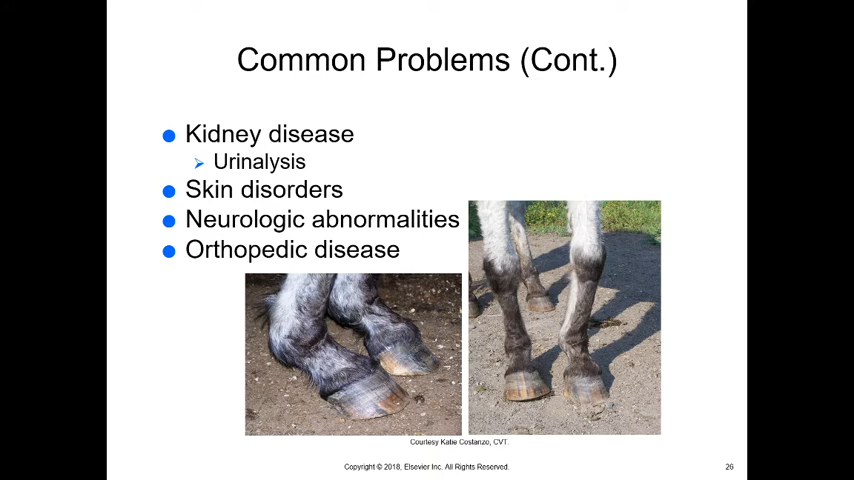 Common Problems (Cont.)
Kidney disease
Urinalysis
Skin disorders
Neurologic abnormalities
Orthopedic disease
Courtesy Katie Costanzo, CVT.
Copyright © 2018, Elsevier Inc. All Rights Reserved.
26